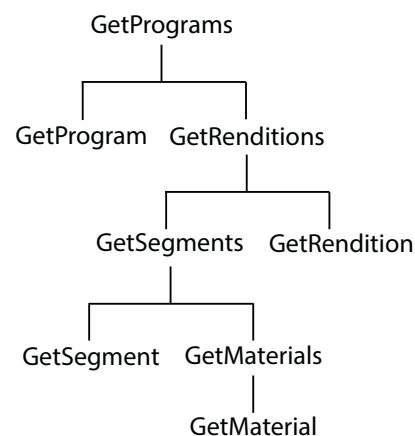 GetPrograms
GetProgram GetRenditions
GetSegments GetRendition
GetSegment GetMaterials
GetMaterial